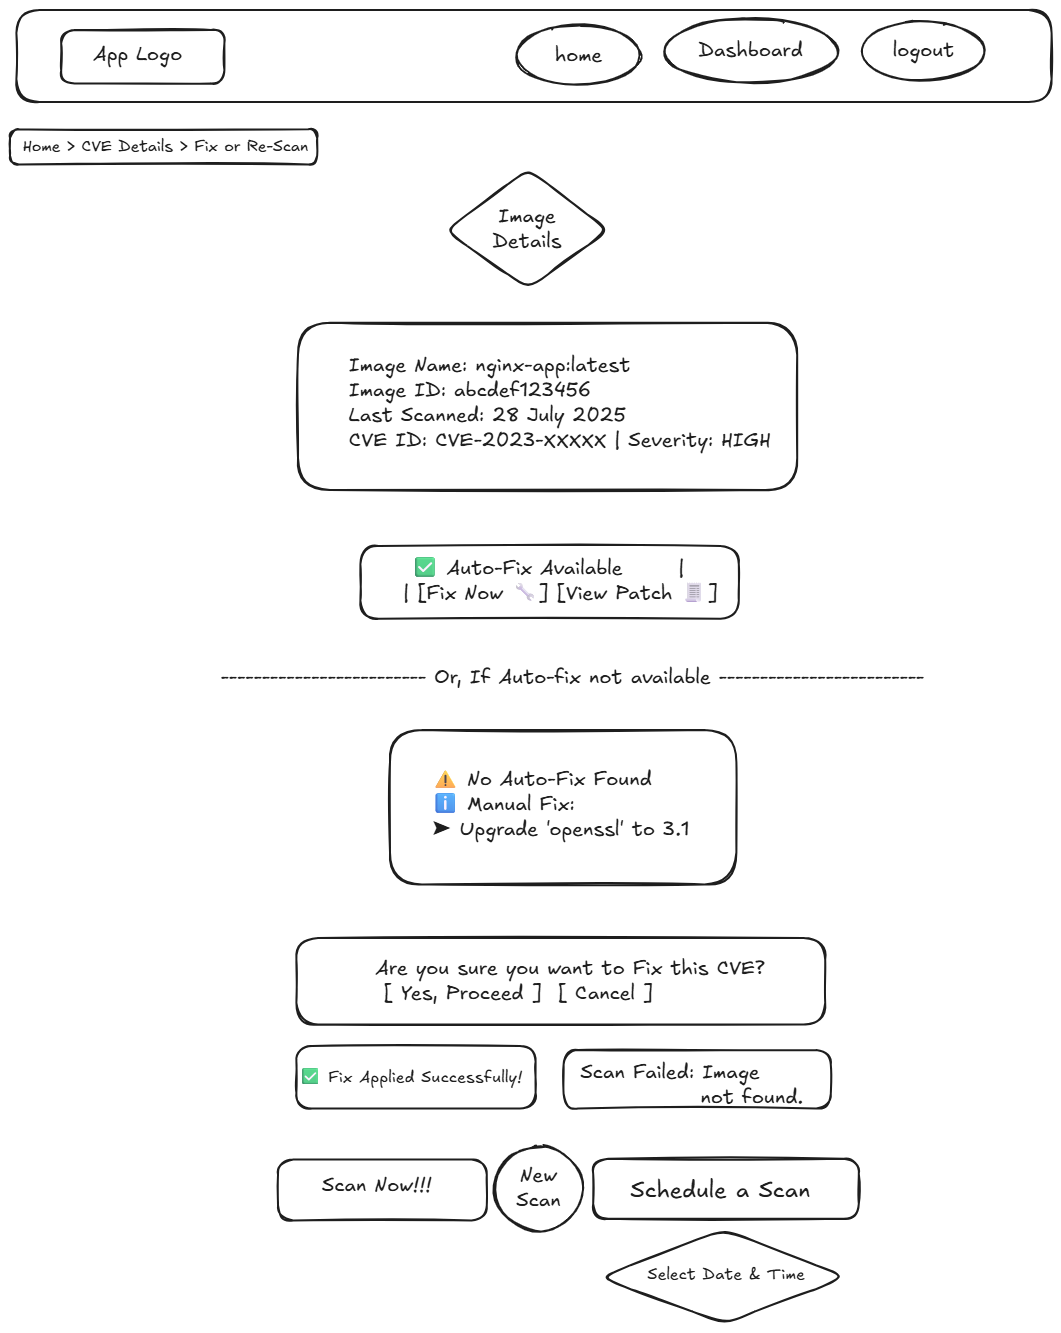 App Logo
home
Dashboard
logout
Home > CVE Details > Fix or Re-Scan
Image
Details
Image Name: nginx-app:latest
Image ID: abcdef123456
Last Scanned: 28 July 2025
CVE ID: CVE-2023-XXXXX | Severity: HIGH
✅ Auto-Fix Available |
| [Fix Now 🔧] [View Patch 🧾]
------------------------- Or, If Auto-fix not available -------------------------
⚠️ No Auto-Fix Found
ℹ️ Manual Fix:
➤ Upgrade 'openssl' to 3.1
Are you sure you want to Fix this CVE?
[ Yes, Proceed ] [ Cancel ]
✅ Fix Applied Successfully!
Scan Failed: Image
not found.
Scan Now!!!
New
Scan
Schedule a Scan
Select Date & Time